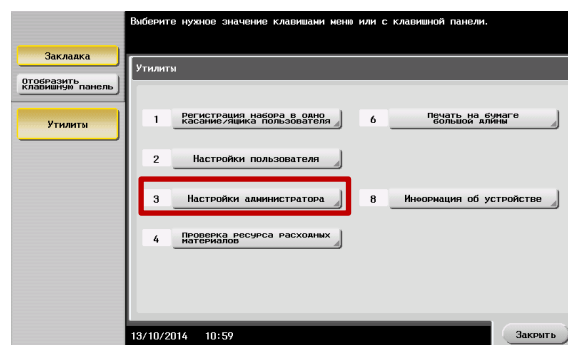 Выберите нужное значение клавишами меню или с клавишной панели.
Закладка
Отобразить
клавишную панель
Утилиты
Утилиты
1 Регистрация набора в одно
касание/ящика пользователя
6 Печать на бумаге
большой длины
2 Настройки пользователя
3 Настройки администратора
8 Информация об устройстве
4 Проверка ресурса расходных
материалов
13/10/2014 10:59
Закрыть